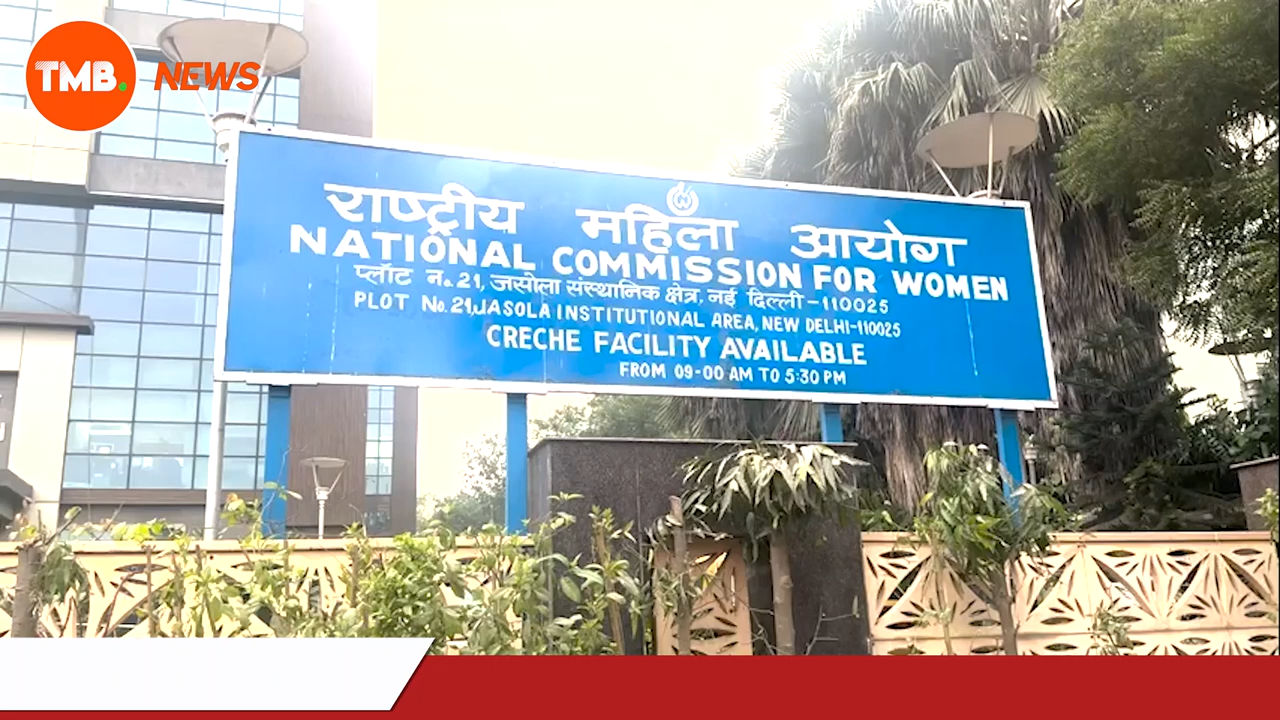 TMB. NEWS
राष्ट्रीय महिला आयोग
NATIONAL COMMISSION FOR WOMEN
प्लॉट न. 21, जसोला संस्थानिक क्षेत्र, नई दिल्ली - 110025
PLOT No. 21, JASOLA INSTITUTIONAL AREA, NEW DELHI-110025
CRECHE FACILITY AVAILABLE
FROM 09-00 AM TO 5:30 PM